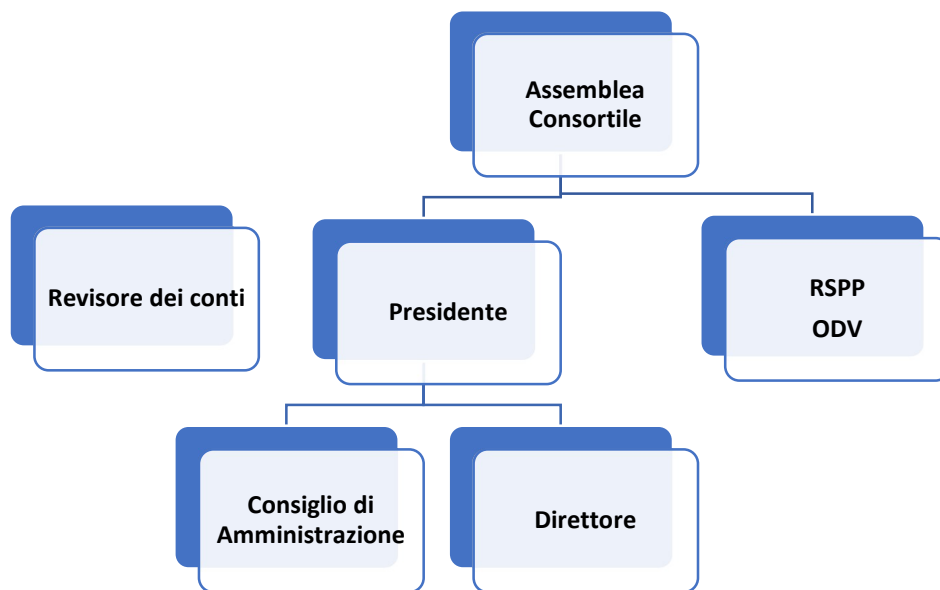 Assemblea
Consortile
Revisore dei conti
Presidente
RSPP
ODV
Consiglio di
Amministrazione
Direttore